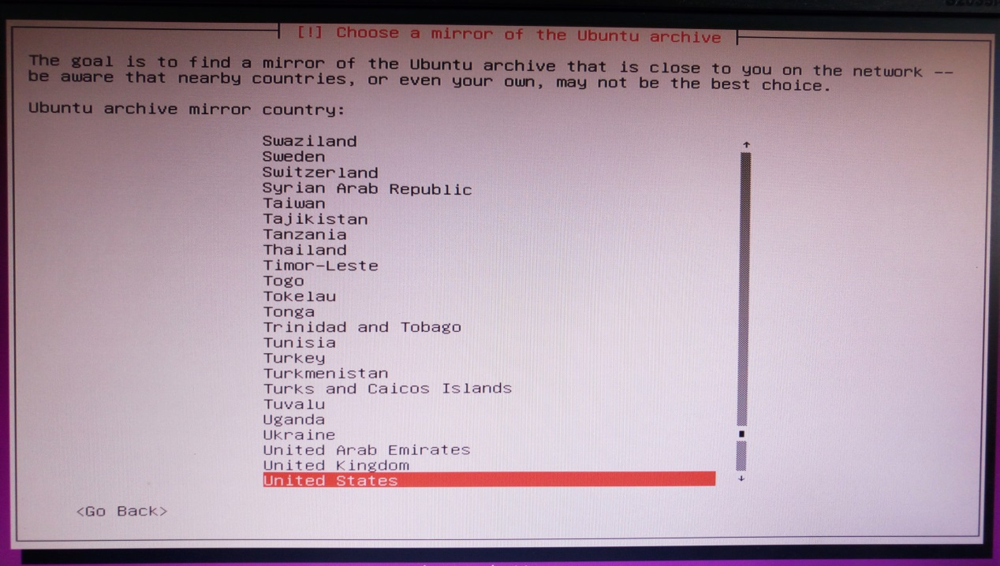 [!] Choose a mirror of the Ubuntu archive
The goal is to find a mirror of the Ubuntu archive that is close to you on the network --
be aware that nearby countries, or even your own, may not be the best choice.
Ubuntu archive mirror country:
Swaziland
Sweden
Switzerland
Syrian Arab Republic
Taiwan
Tajikistan
Tanzania
Thailand
Timor-Leste
Togo
Tokelau
Tonga
Trinidad and Tobago
Tunisia
Turkey
Turkmenistan
Turks and Caicos Islands
Tuvalu
Uganda
Ukraine
United Arab Emirates
United Kingdom
United States
<Go Back>